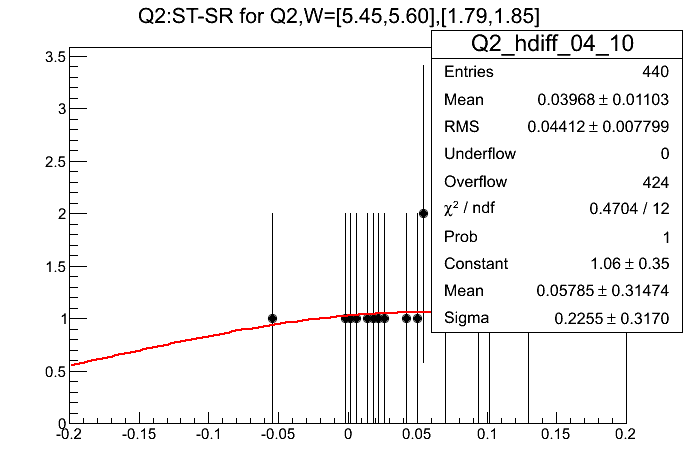 Q2:ST-SR for Q2,W=[5.45,5.60],[1.79,1.85]
Q2_hdiff_04_10
Entries 440
Mean 0.03968 ± 0.01103
RMS 0.04412 ± 0.007799
Underflow 0
Overflow 424
χ² / ndf 0.4704 / 12
Prob 1
Constant 1.06 ± 0.35
Mean 0.05785 ± 0.31474
Sigma 0.2255 ± 0.3170
3.5
3
2.5
2
1.5
1
0.5
0
-0.2 -0.15 -0.1 -0.05 0 0.05 0.1 0.15 0.2